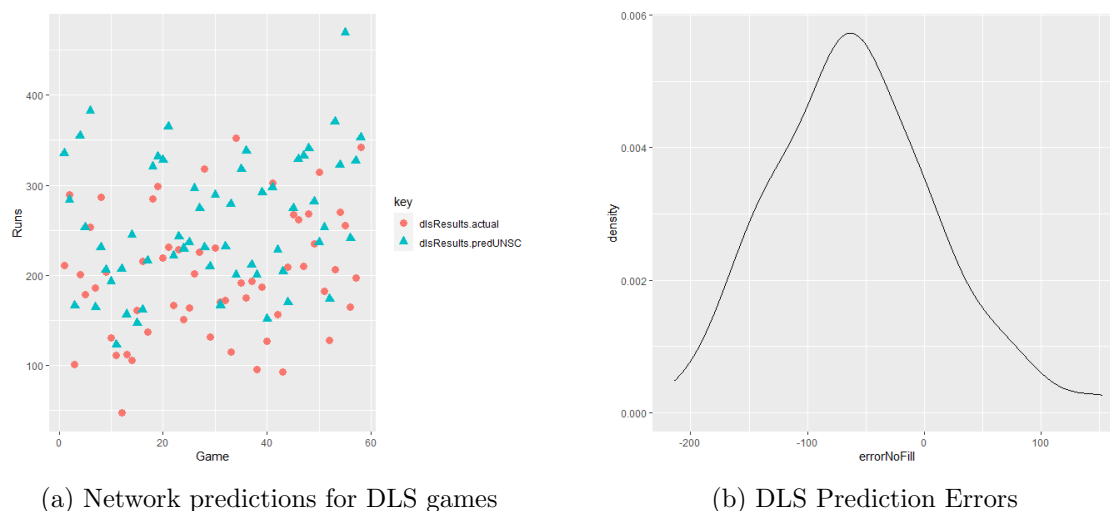 400
300
200
100
Runs
0
20
40
60
Game
key
dlsResults.actual
dlsResults.predUNSC
0.006
0.004
0.002
0.000
density
-200
-100
0
100
errorNoFill
(a) Network predictions for DLS games
(b) DLS Prediction Errors